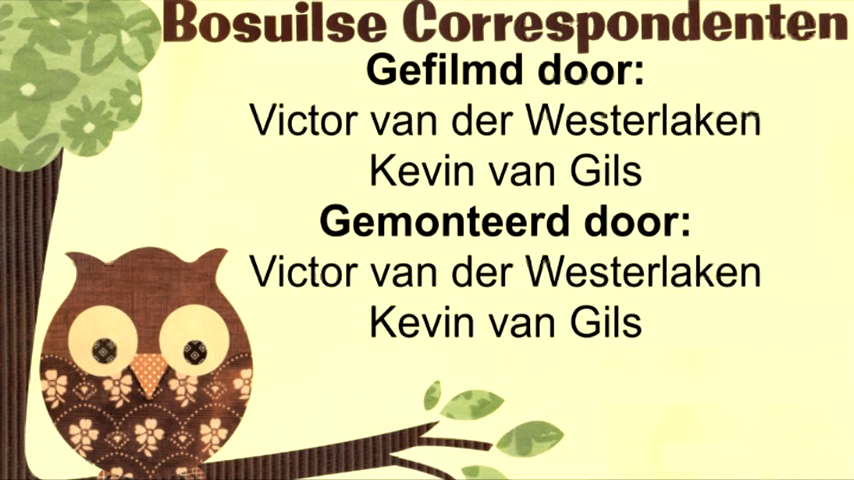 Bosuilse Correspondenten
Gefilmd door:
Victor van der Westerlaken
Kevin van Gils
Gemonteerd door:
Victor van der Westerlaken
Kevin van Gils